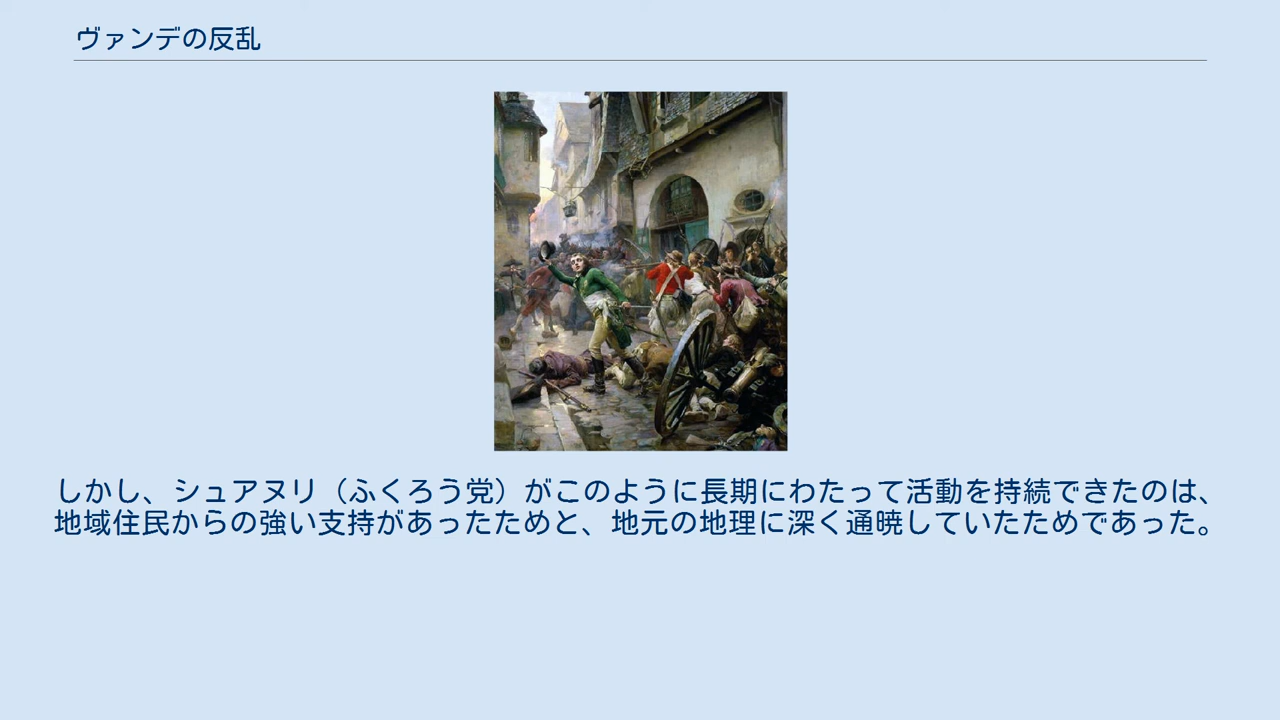 ヴァンデの反乱
しかし、シュアヌリ（ふくろう党）がこのように長期にわたって活動を持続できたのは、
地域住民からの強い支持があったためと、地元の地理に深く通暁していたためであった。